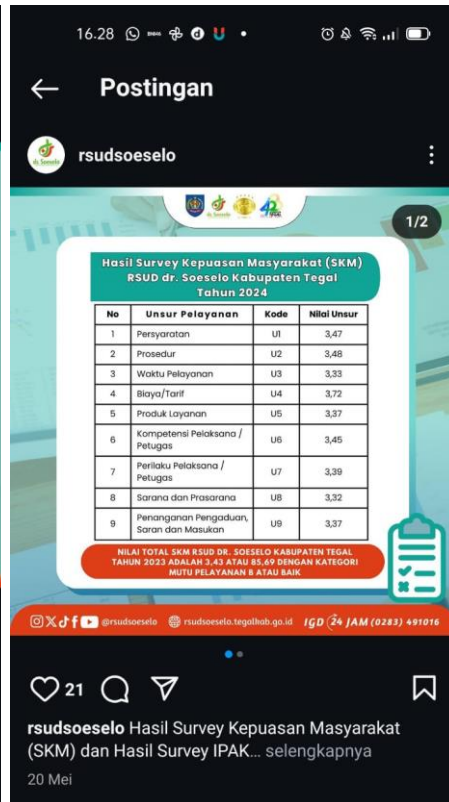 16.28
Postingan
rsudsoeselo
1/2
Hasil Survey Kepuasan Masyarakat (SKM)
RSUD dr. Soeselo Kabupaten Tegal
Tahun 2024
No Unsur Pelayanan Kode Nilai Unsur
1 Persyaratan U1 3,47
2 Prosedur U2 3,48
3 Waktu Pelayanan U3 3,33
4 Biaya/Tarif U4 3,72
5 Produk Layanan U5 3,37
6 Kompetensi Pelaksana / Petugas U6 3,45
7 Perilaku Pelaksana / Petugas U7 3,39
8 Sarana dan Prasarana U8 3,32
9 Penanganan Pengaduan, Saran dan Masukan U9 3,37
NILAI TOTAL SKM RSUD DR. SOESELO KABUPATEN TEGAL
TAHUN 2023 ADALAH 3,43 ATAU 85,69 DENGAN KATEGORI
MUTU PELAYANAN B ATAU BAIK
@rsudsoeselo rsudsoeselo.tegalkab.go.id IGD 24 JAM (0283) 491016
21
rsudsoeselo Hasil Survey Kepuasan Masyarakat
(SKM) dan Hasil Survey IPAK... selengkapnya
20 Mei